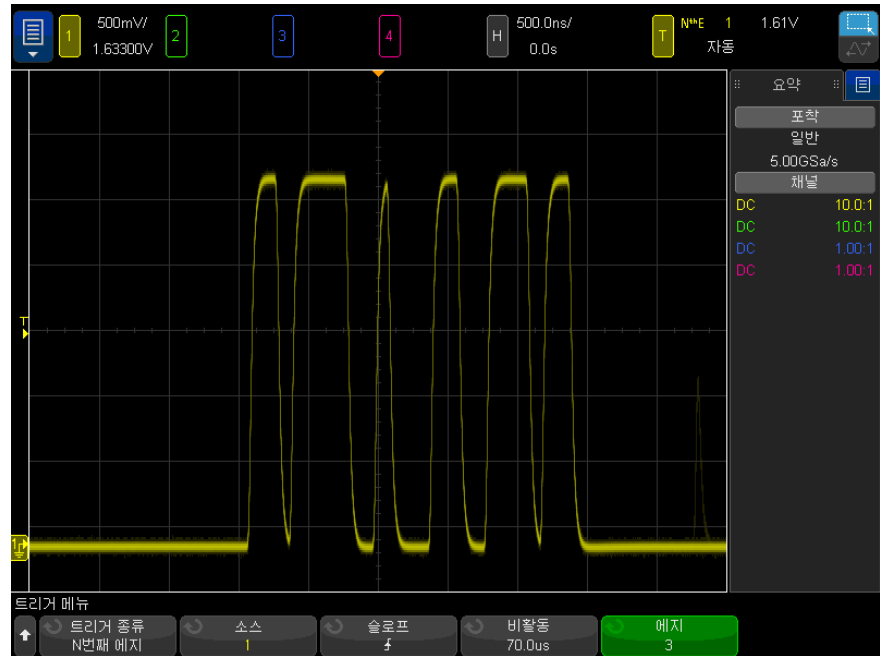 1 500mV/ 2 3 4 H 500.0ns/ T NthE 1 1.61V
1.63300V 0.0s 자동
요약
포착
일반
5.00GSa/s
채널
DC 10.0:1
DC 10.0:1
DC 1.00:1
DC 1.00:1
T
1
트리거 메뉴
트리거 종류 소스 슬로프 비활동 에지
N번째 에지 1 70.0us 3